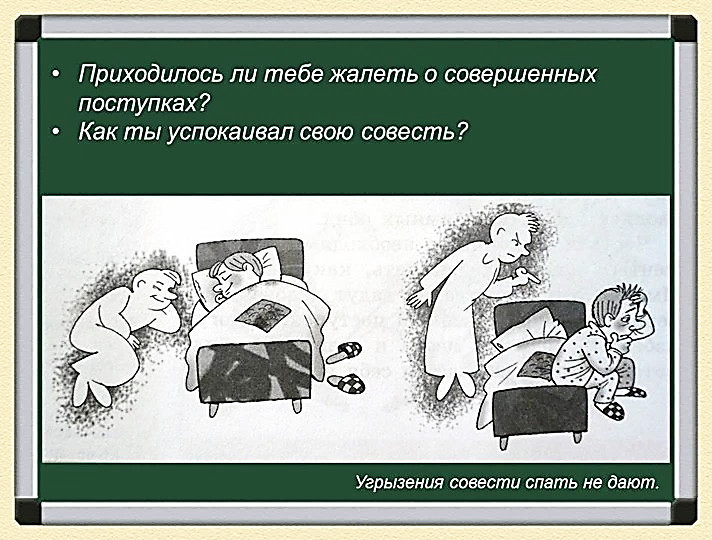 • Приходилось ли тебе жалеть о совершенных
поступках?
• Как ты успокаивал свою совесть?
Угрызения совести спать не дают.